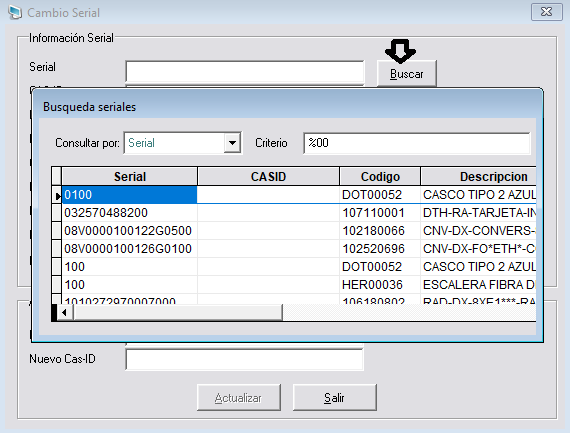 Cambio Serial
Información Serial
Serial
Buscar
Busqueda seriales
Consultar por: Serial Criterio %00
Serial CASID Codigo Descripcion
0100 DOT00052 CASCO TIPO 2 AZUL
032570488200 107110001 DTH-RA-TARJETA-IN
08V0000100122G0500 102180066 CNV-DX-CONVERS-
08V0000100126G0100 102520696 CNV-DX-FO*ETH*-C
100 DOT00052 CASCO TIPO 2 AZUL
100 HER00036 ESCALERA FIBRA D
1010272970007000 106180802 RAD-DX-8XE1***-RA
Nuevo Cas-ID
Actualizar Salir